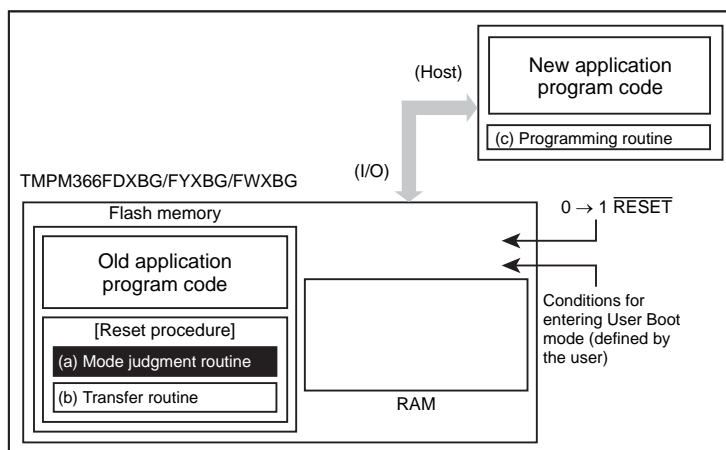 (Host)
New application
program code
(c) Programming routine
(I/O)
TMPM366FDXBG/FYXBG/FWXBG
Flash memory
0 → 1 RESET
Old application
program code
[Reset procedure]
(a) Mode judgment routine
(b) Transfer routine
RAM
Conditions for
entering User Boot
mode (defined by
the user)